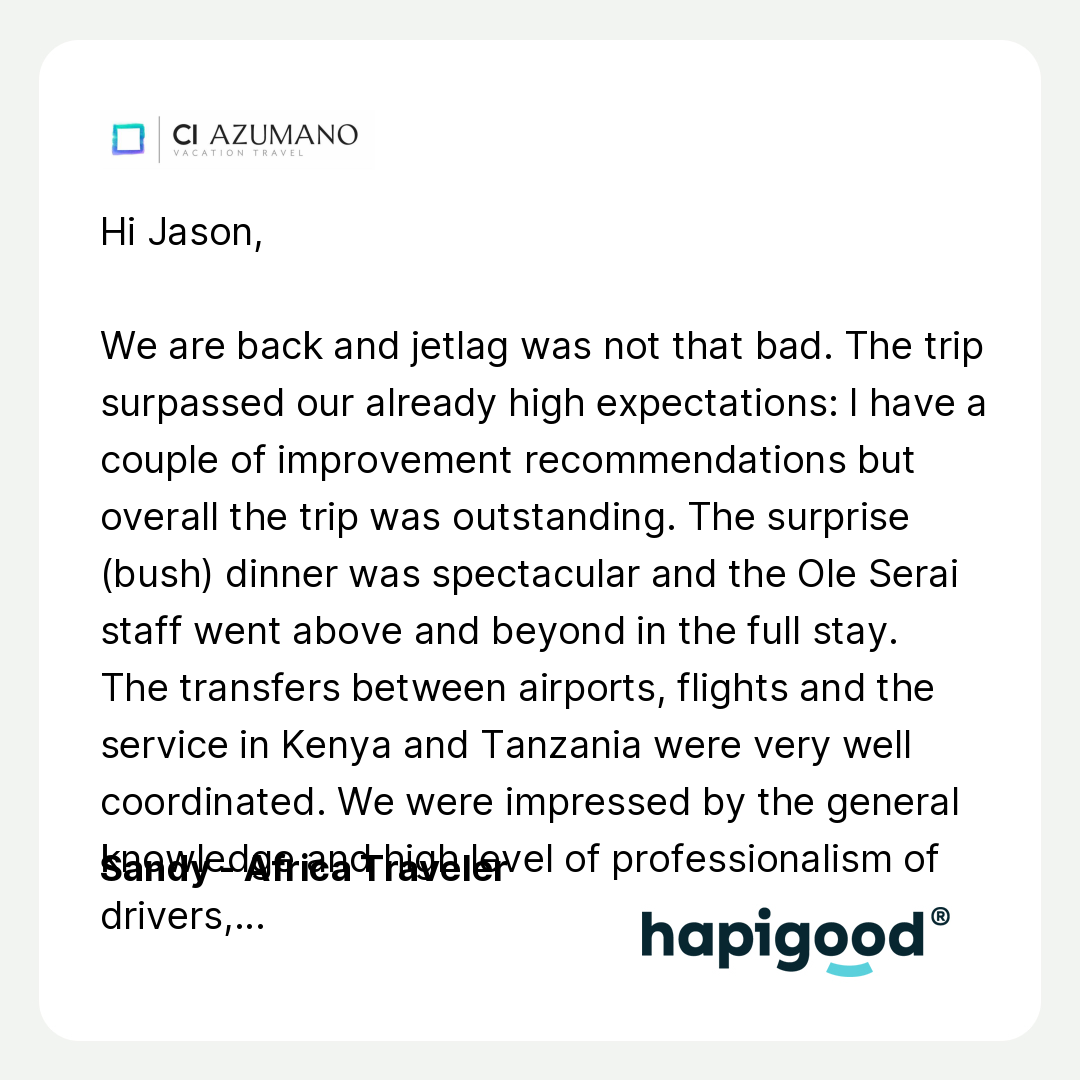 CI AZUMANO
VACATION TRAVEL
Hi Jason,
We are back and jetlag was not that bad. The trip
surpassed our already high expectations: I have a
couple of improvement recommendations but
overall the trip was outstanding. The surprise
(bush) dinner was spectacular and the Ole Serai
staff went above and beyond in the full stay.
The transfers between airports, flights and the
service in Kenya and Tanzania were very well
coordinated. We were impressed by the general
knowledge and high level of professionalism of
Sandy - Africa Traveler
drivers,...
hapigood®